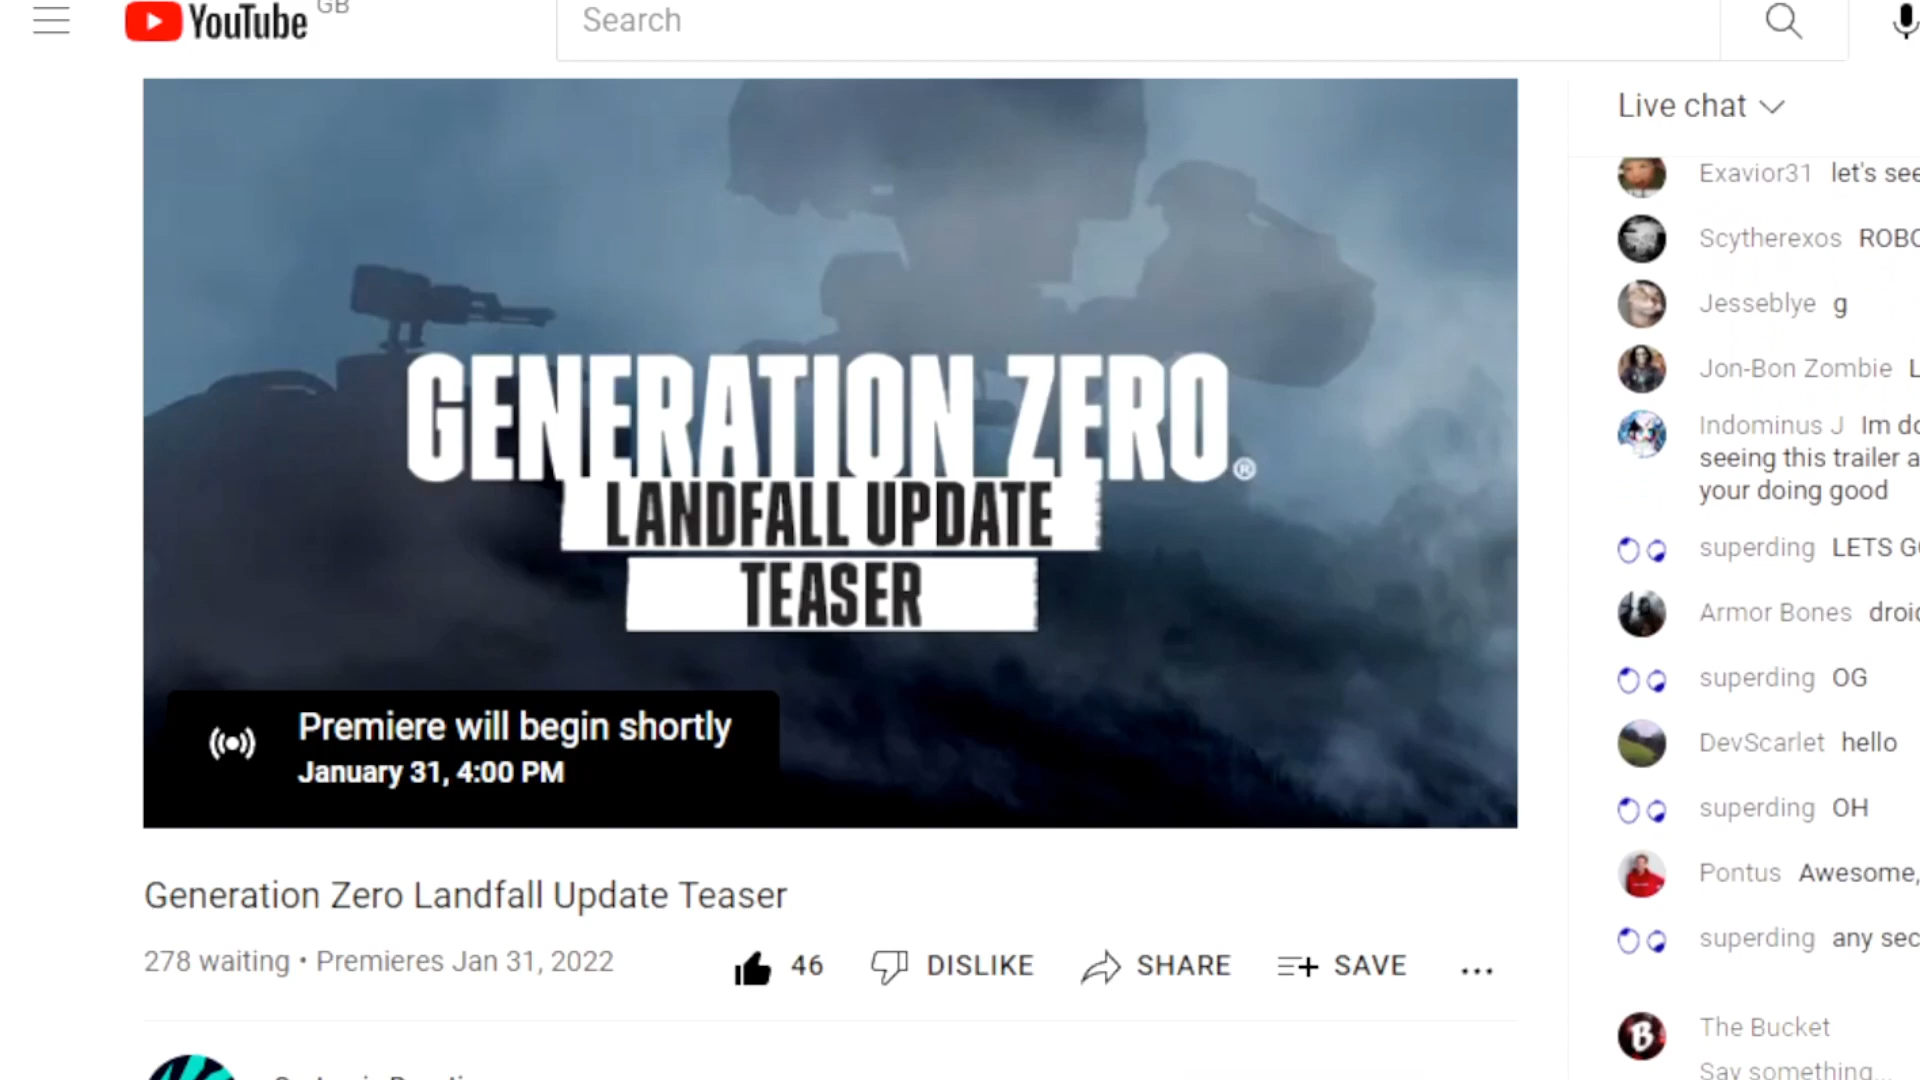 YouTube GB
Search
GENERATION ZERO®
LANDFALL UPDATE
TEASER
Premiere will begin shortly
January 31, 4:00 PM
Generation Zero Landfall Update Teaser
278 waiting • Premieres Jan 31, 2022
46 DISLIKE SHARE SAVE ...
Live chat
Exavior31 let's see
Scytherexos
Jesseblye g
Jon-Bon Zombie L
Indominus J Im
seeing this trailer a
your doing good
superding LETS
Armor Bones
superding OG
DevScarlet hello
superding OH
Pontus Awesome,
superding any sec
The Bucket
Say something...